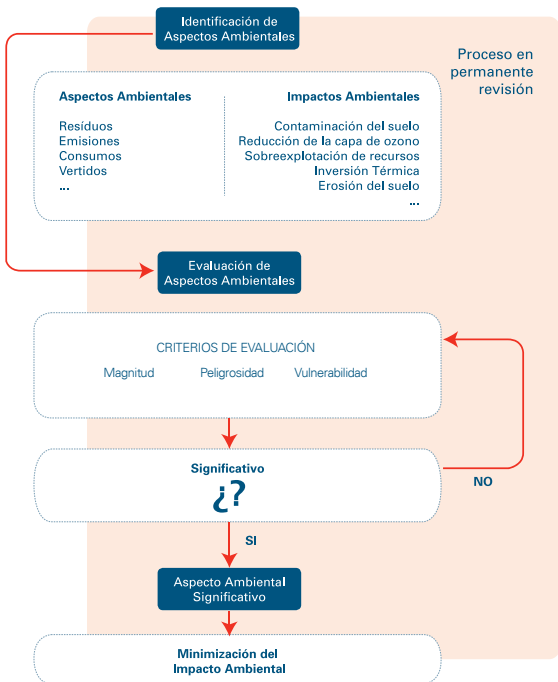 Identificación de
Aspectos Ambientales
Proceso en
permanente
revisión
Aspectos Ambientales
Resíduos
Emisiones
Consumos
Vertidos
...
Impactos Ambientales
Contaminación del suelo
Reducción de la capa de ozono
Sobreexplotación de recursos
Inversión Térmica
Erosión del suelo
...
Evaluación de
Aspectos Ambientales
CRITERIOS DE EVALUACIÓN
Magnitud Peligrosidad Vulnerabilidad
Significativo
¿?
NO
SI
Aspecto Ambiental
Significativo
Minimización del
Impacto Ambiental